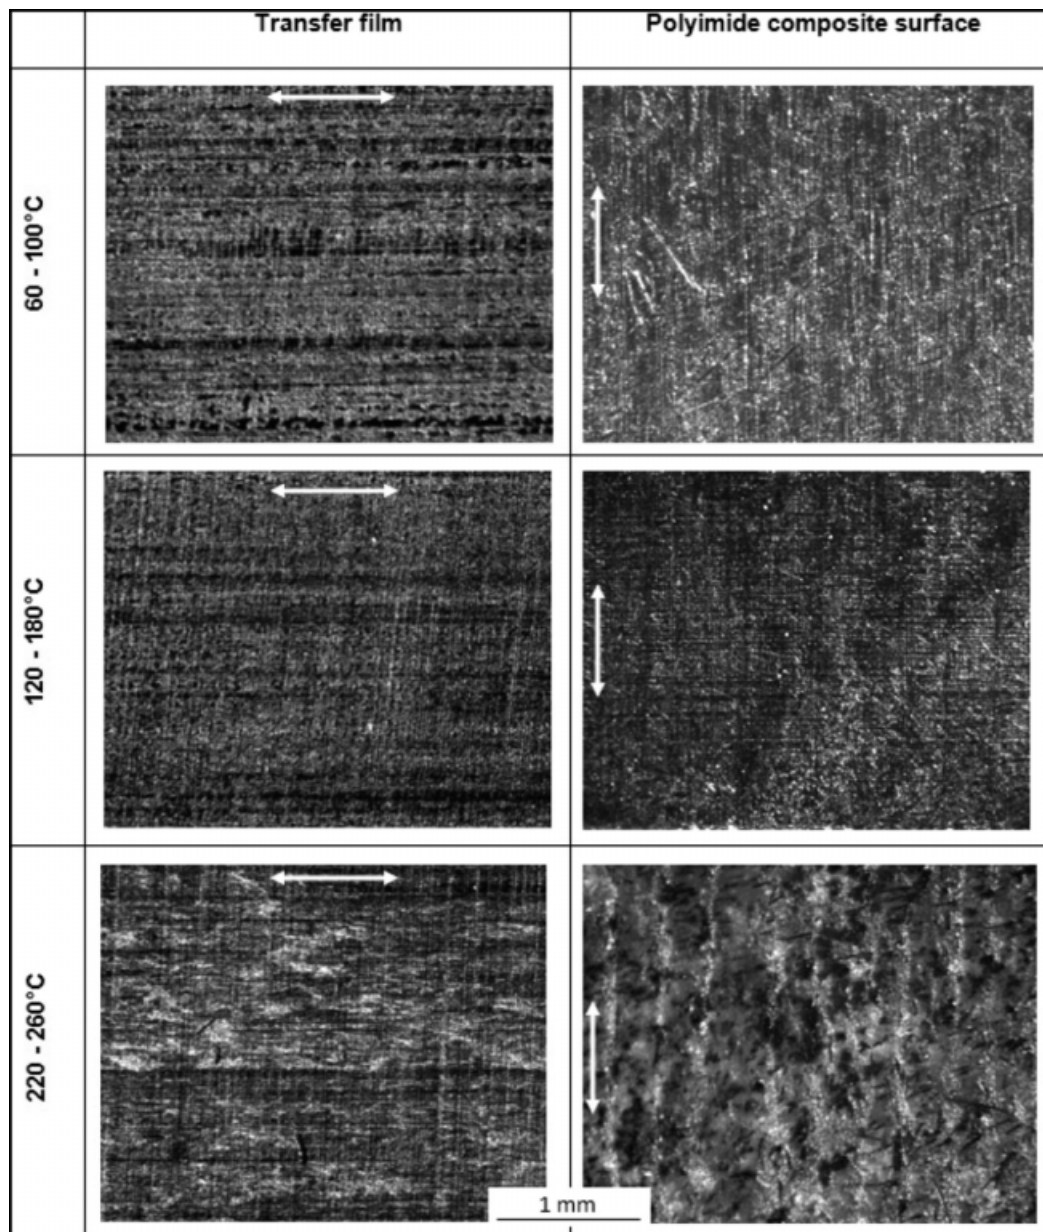 Transfer film
Polyimide composite surface
60 - 100°C
120 - 180°C
220 - 260°C
1 mm